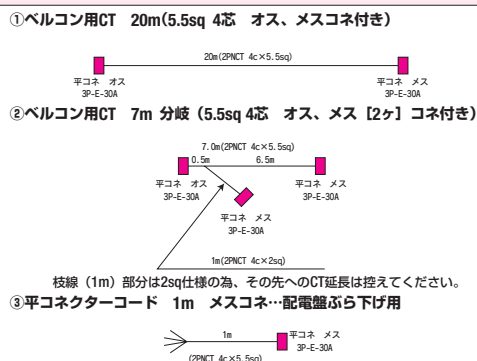 ①ベルコン用CT 20m(5.5sq 4芯 オス、メスコネ付き)
20m(2PNCT 4c×5.5sq)
平コネ オス
3P-E-30A
平コネ メス
3P-E-30A
②ベルコン用CT 7m 分岐（5.5sq 4芯 オス、メス［2ヶ］コネ付き）
7.0m(2PNCT 4c×5.5sq)
0.5m 6.5m
平コネ オス
3P-E-30A
平コネ メス
3P-E-30A
平コネ メス
3P-E-30A
1m(2PNCT 4c×2sq)
枝線（1m）部分は2sq仕様の為、その先へのCT延長は控えてください。
③平コネクターコード 1m メスコネ…配電盤ぶら下げ用
1m
平コネ メス
3P-E-30A
(2PNCT 4c×5.5sq)